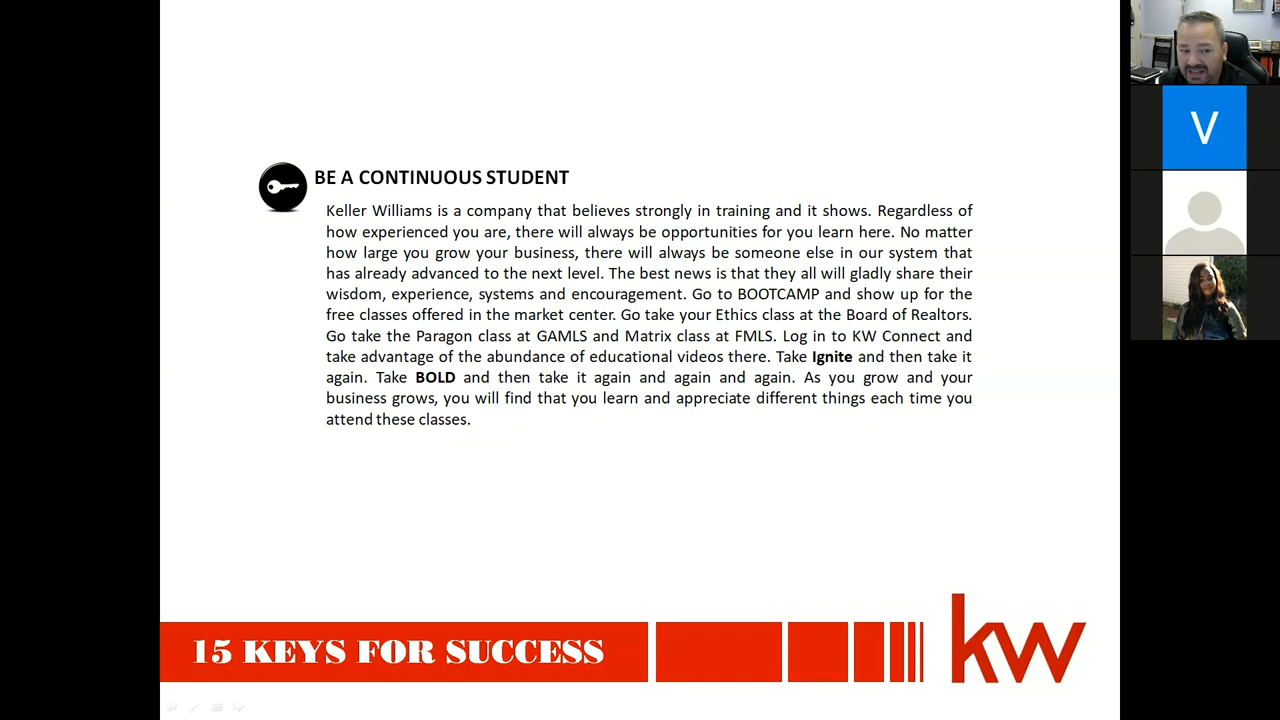 BE A CONTINUOUS STUDENT
Keller Williams is a company that believes strongly in training and it shows. Regardless of
how experienced you are, there will always be opportunities for you learn here. No matter
how large you grow your business, there will always be someone else in our system that
has already advanced to the next level. The best news is that they all will gladly share their
wisdom, experience, systems and encouragement. Go to BOOTCAMP and show up for the
free classes offered in the market center. Go take your Ethics class at the Board of Realtors.
Go take the Paragon class at GAMLS and Matrix class at FMLS. Log in to KW Connect and
take advantage of the abundance of educational videos there. Take Ignite and then take it
again. Take BOLD and then take it again and again and again. As you grow and your
business grows, you will find that you learn and appreciate different things each time you
attend these classes.
15 KEYS FOR SUCCESS
kw
V